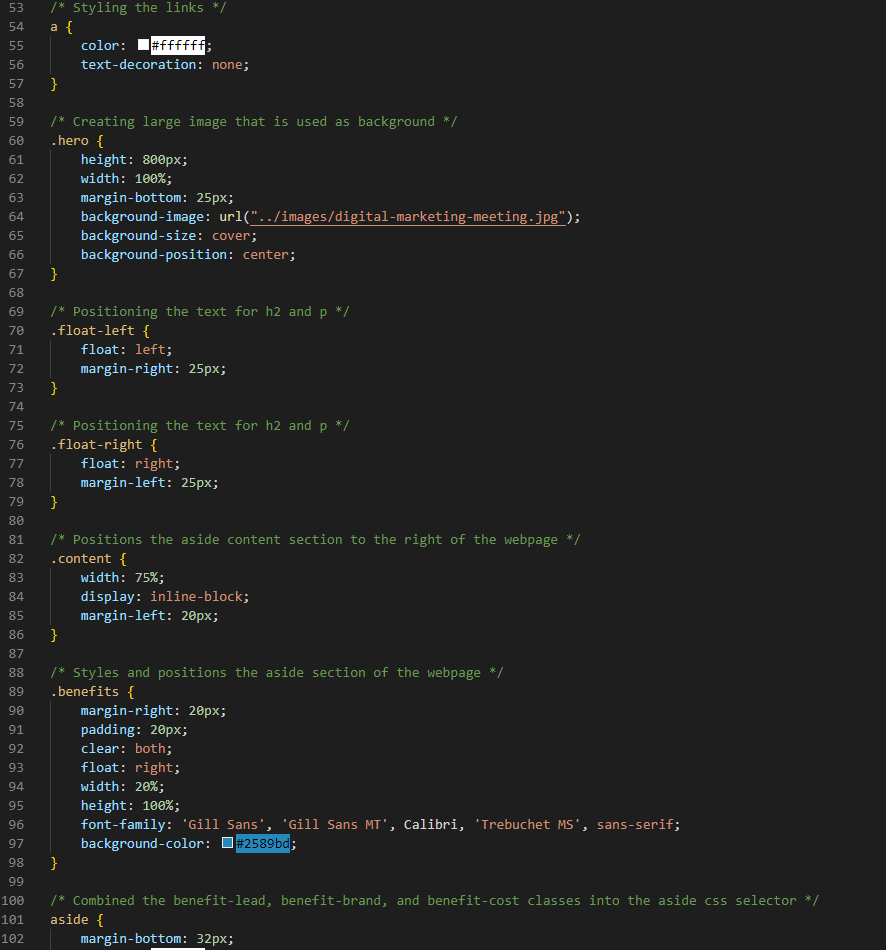 53 /* Styling the links */
54 a {
55     color: #ffffff;
56     text-decoration: none;
57 }
58
59 /* Creating large image that is used as background */
60 .hero {
61     height: 800px;
62     width: 100%;
63     margin-bottom: 25px;
64     background-image: url("../images/digital-marketing-meeting.jpg");
65     background-size: cover;
66     background-position: center;
67 }
68
69 /* Positioning the text for h2 and p */
70 .float-left {
71     float: left;
72     margin-right: 25px;
73 }
74
75 /* Positioning the text for h2 and p */
76 .float-right {
77     float: right;
78     margin-left: 25px;
79 }
80
81 /* Positions the aside content section to the right of the webpage */
82 .content {
83     width: 75%;
84     display: inline-block;
85     margin-left: 20px;
86 }
87
88 /* Styles and positions the aside section of the webpage */
89 .benefits {
90     margin-right: 20px;
91     padding: 20px;
92     clear: both;
93     float: right;
94     width: 20%;
95     height: 100%;
96     font-family: 'Gill Sans', 'Gill Sans MT', Calibri, 'Trebuchet MS', sans-serif;
97     background-color: #2589bd;
98 }
99
100 /* Combined the benefit-lead, benefit-brand, and benefit-cost classes into the aside css selector */
101 aside {
102     margin-bottom: 32px;